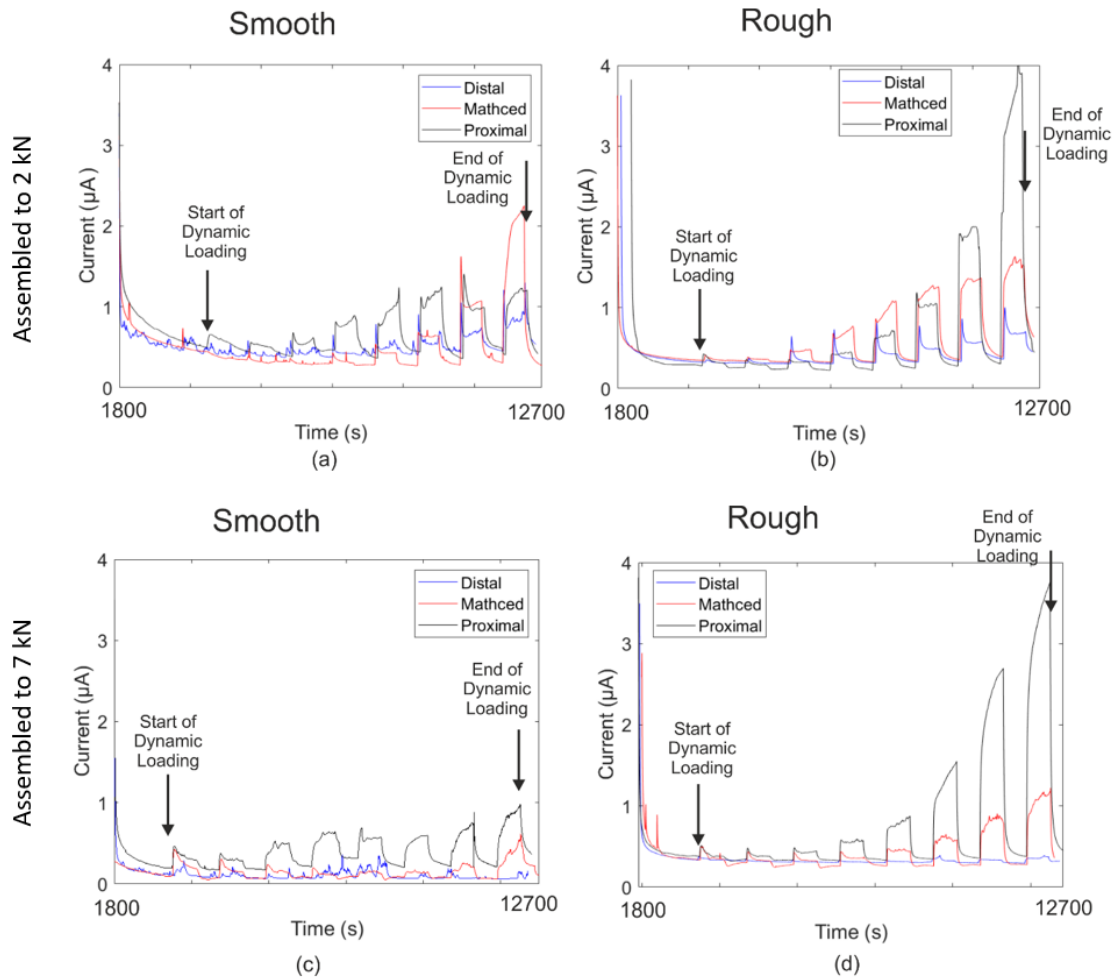 Smooth
Rough
Assembled to 2 kN
4
3
2
1
0
Current (µA)
Distal
Mathced
Proximal
Start of
Dynamic
Loading
End of
Dynamic
Loading
1800
12700
Time (s)
(a)
4
3
2
1
0
Current (µA)
Distal
Mathced
Proximal
Start of
Dynamic
Loading
End of
Dynamic
Loading
1800
12700
Time (s)
(b)
Smooth
Rough
Assembled to 7 kN
4
3
2
1
0
Current (µA)
Distal
Mathced
Proximal
Start of
Dynamic
Loading
End of
Dynamic
Loading
1800
12700
Time (s)
(c)
4
3
2
1
0
Current (µA)
Distal
Mathced
Proximal
Start of
Dynamic
Loading
End of
Dynamic
Loading
1800
12700
Time (s)
(d)